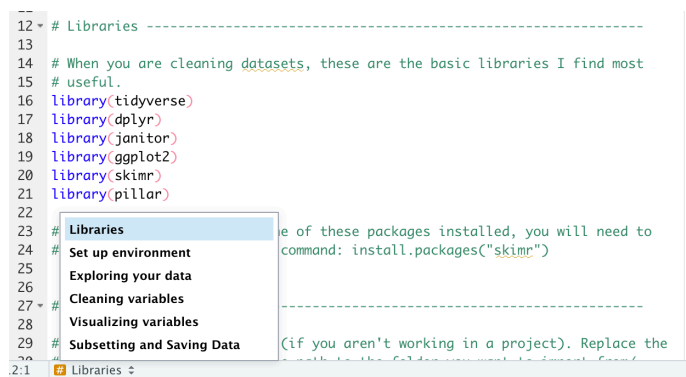 12 # Libraries ----------------------------------------------------------------
13
14 # When you are cleaning datasets, these are the basic libraries I find most
15 # useful.
16 library(tidyverse)
17 library(dplyr)
18 library(janitor)
19 library(ggplot2)
20 library(skimr)
21 library(pillar)
22
23 # of these packages installed, you will need to
24 # command: install.packages("skimr")
25
26
27 # ----------------------------------------------
28
29 # (if you aren't working in a project). Replace the
Libraries
Set up environment
Exploring your data
Cleaning variables
Visualizing variables
Subsetting and Saving Data
2:1 # Libraries